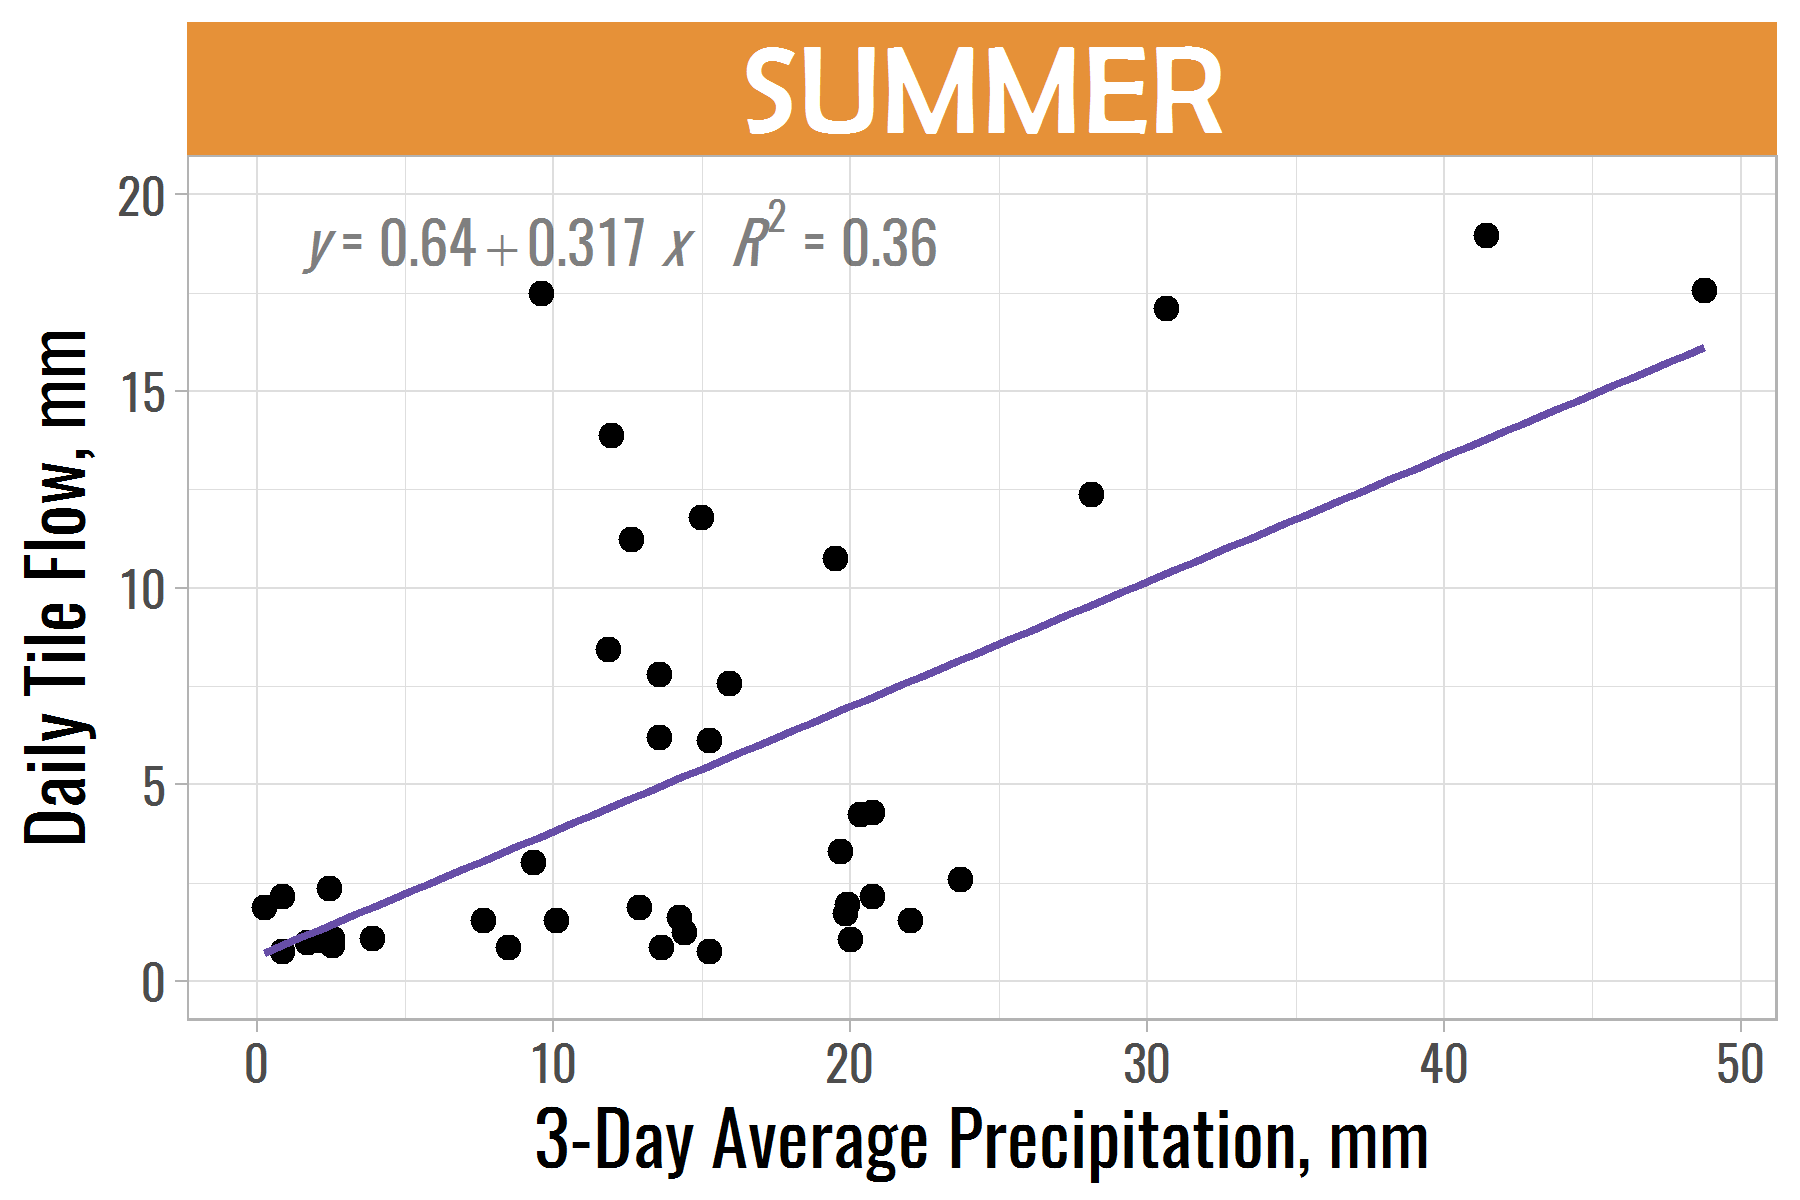 SUMMER
20
y = 0.64 + 0.317 x R² = 0.36
15
10
5
0
Daily Tile Flow, mm
0 10 20 30 40 50
3-Day Average Precipitation, mm